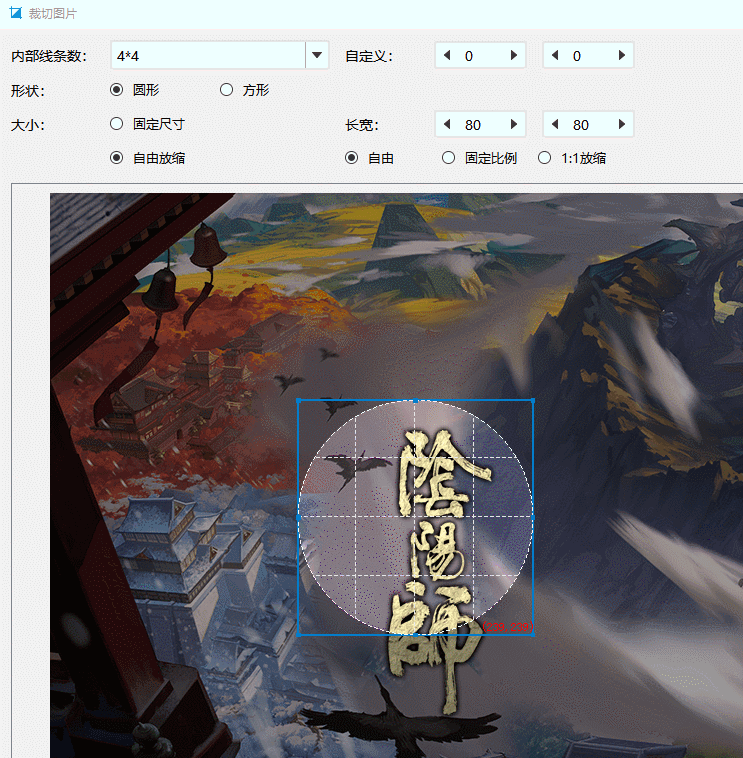 裁切图片
内部线条数: 4*4 自定义: 0 0
形状: 圆形 方形
大小: 固定尺寸 长宽: 80 80
自由放缩 自由 固定比例 1:1放缩
陰
陽
師